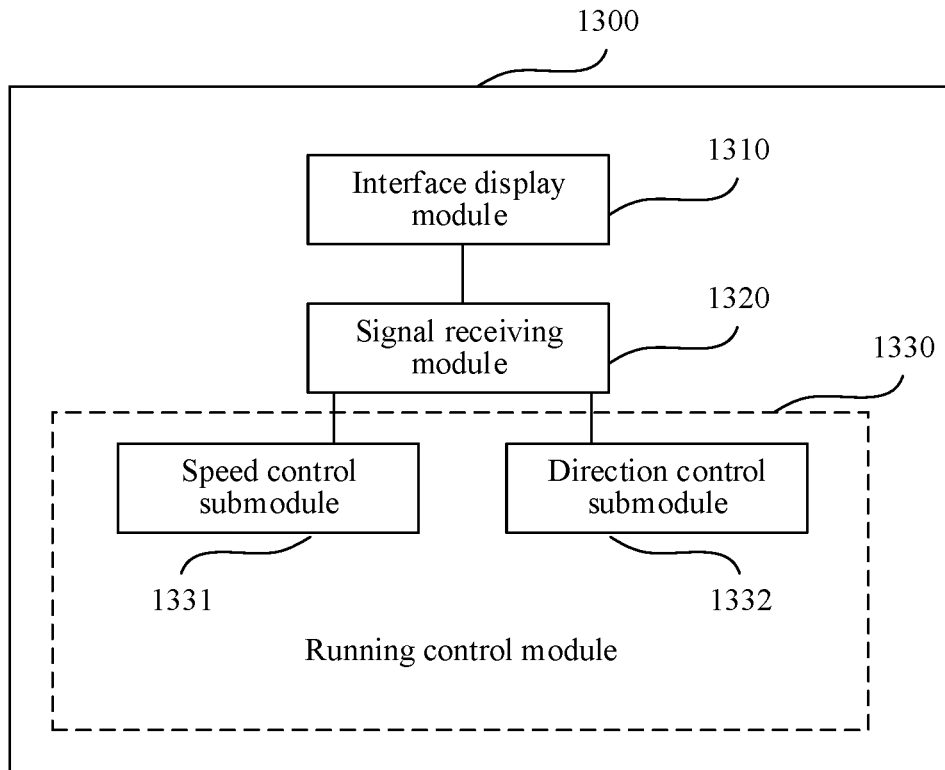 1300
1310
Interface display
module
1320
Signal receiving
module
1330
Speed control
submodule
Direction control
submodule
1331
1332
Running control module